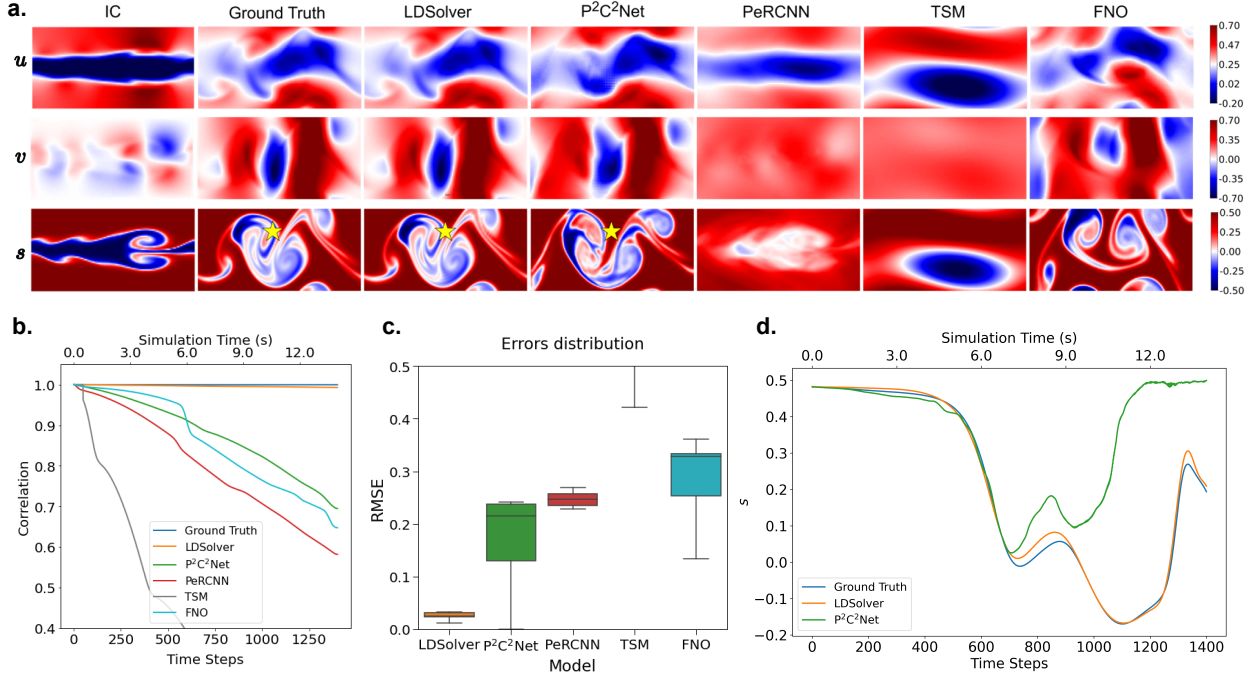 a.
IC Ground Truth LDSolver P²C²Net PeRCNN TSM FNO
u
0.70
0.47
0.25
0.02
-0.20
v
0.70
0.35
0.00
-0.35
-0.70
s
0.50
0.25
0.00
-0.25
-0.50
b.
Simulation Time (s)
0.0 3.0 6.0 9.0 12.0
Correlation
1.0
0.9
0.8
0.7
0.6
0.5
0.4
Ground Truth
LDSolver
P²C²Net
PeRCNN
TSM
FNO
0 250 500 750 1000 1250
Time Steps
c.
Errors distribution
RMSE
0.5
0.4
0.3
0.2
0.1
0.0
LDSolver P²C²Net PeRCNN TSM FNO
Model
d.
Simulation Time (s)
0.0 3.0 6.0 9.0 12.0
s
0.5
0.4
0.3
0.2
0.1
0.0
−0.1
−0.2
Ground Truth
LDSolver
P²C²Net
0 200 400 600 800 1000 1200 1400
Time Steps